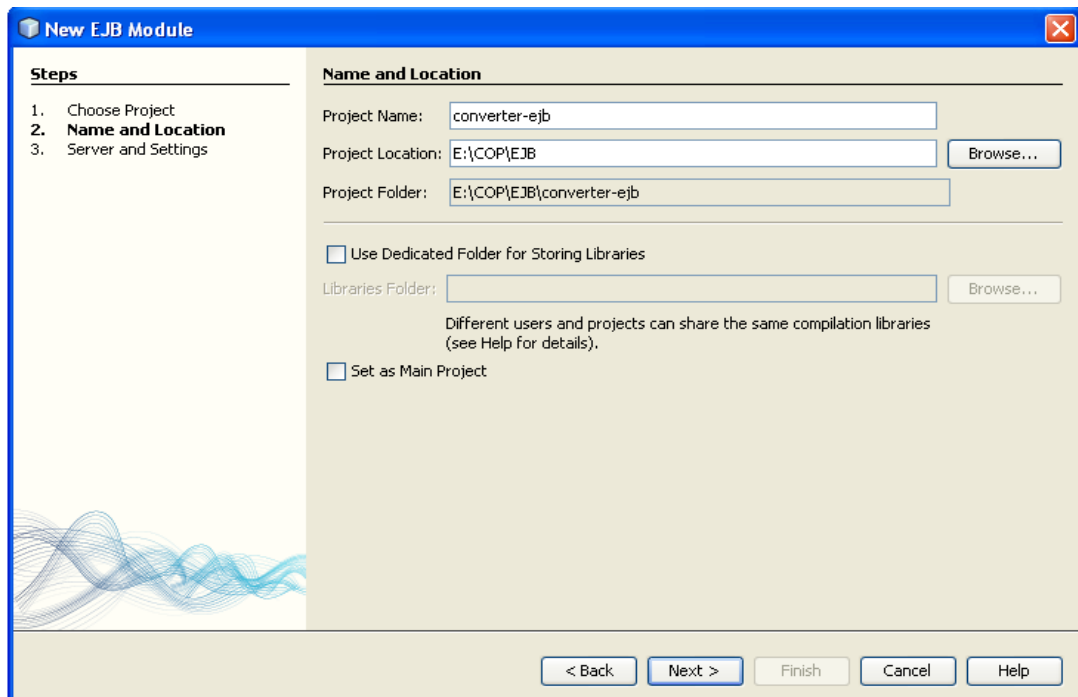 New EJB Module
Steps
1. Choose Project
2. Name and Location
3. Server and Settings
Name and Location
Project Name: converter-ejb
Project Location: E:\COP\EJB Browse...
Project Folder: E:\COP\EJB\converter-ejb
Use Dedicated Folder for Storing Libraries
Libraries Folder: Browse...
Different users and projects can share the same compilation libraries
(see Help for details).
Set as Main Project
< Back Next > Finish Cancel Help